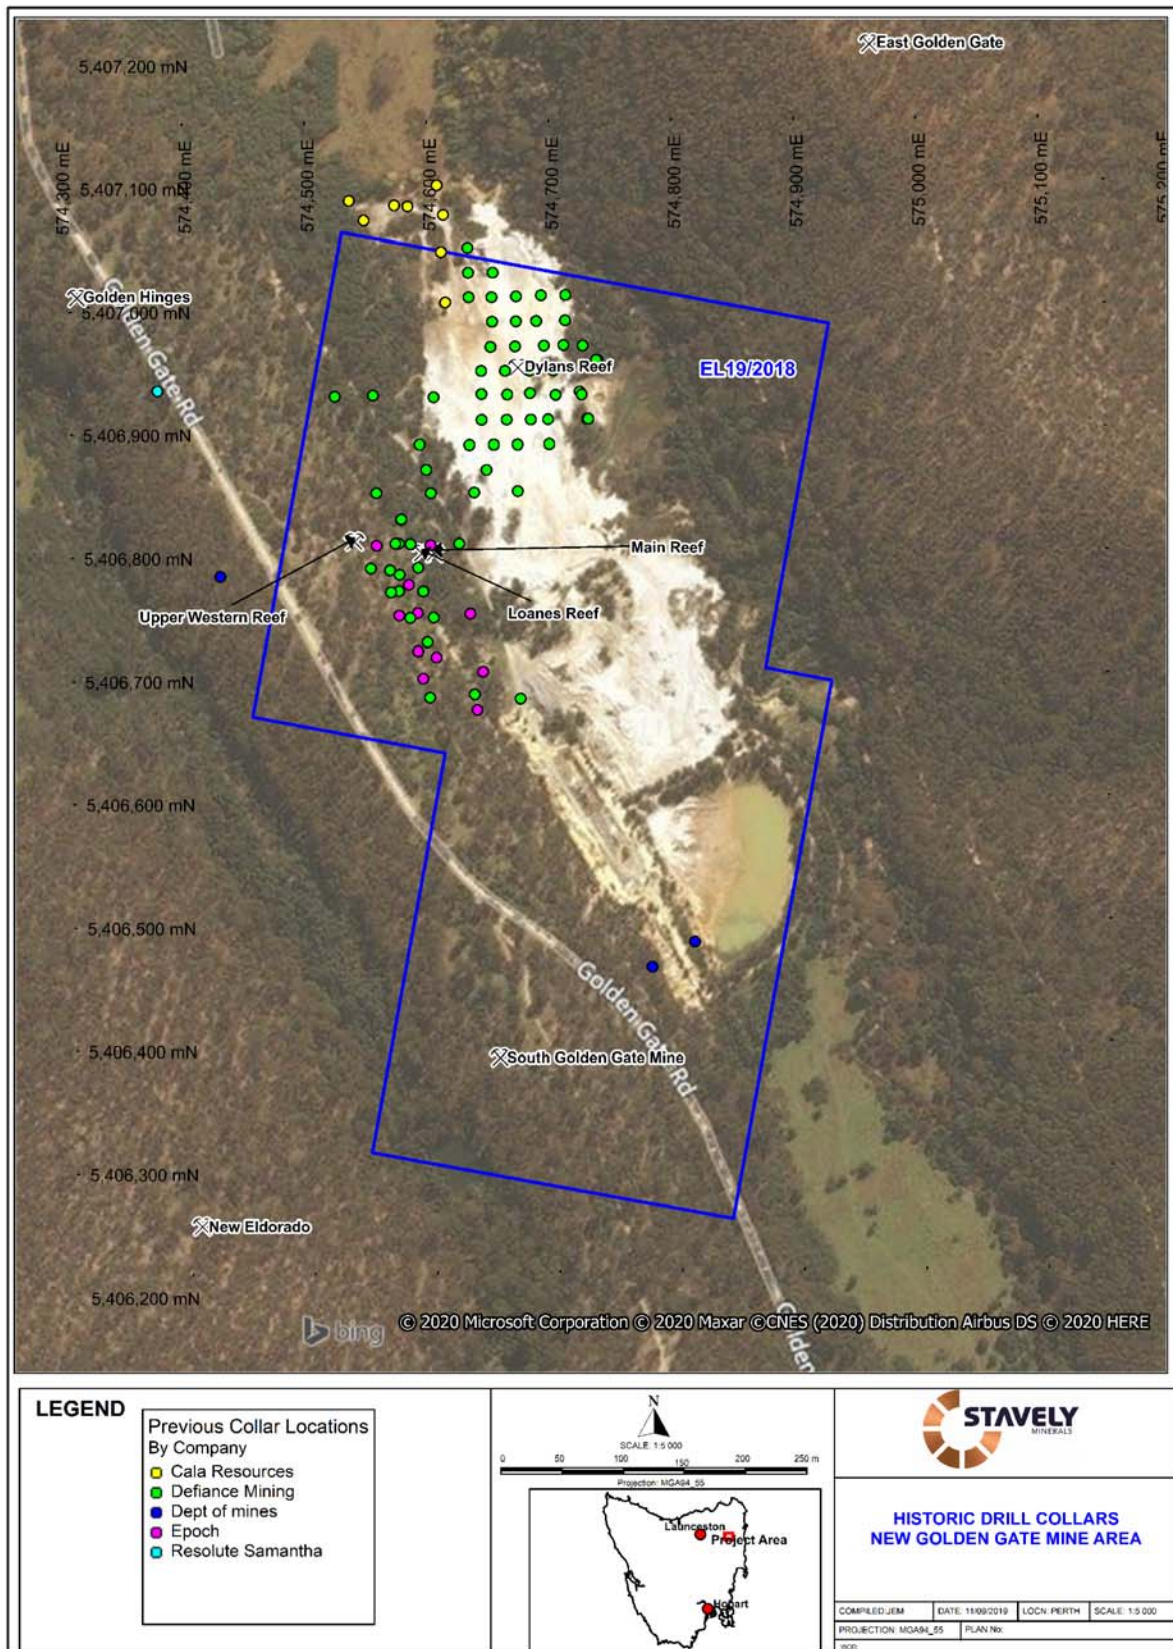 East Golden Gate
5,407,200 mN
574,300 mE
574,400 mE
574,500 mE
574,600 mE
574,700 mE
574,800 mE
574,900 mE
575,000 mE
575,100 mE
575,200 mE
5,407,100 mN
Golden Hinges
5,407,000 mN
Golden Gate Rd
Dylans Reef
EL19/2018
5,406,900 mN
5,406,800 mN
Main Reef
Upper Western Reef
Loanes Reef
5,406,700 mN
5,406,600 mN
5,406,500 mN
Golden Gate Rd
5,406,400 mN
South Golden Gate Mine
5,406,300 mN
New Eldorado
5,406,200 mN
Golden
bing
© 2020 Microsoft Corporation © 2020 Maxar ©CNES (2020) Distribution Airbus DS © 2020 HERE
LEGEND
Previous Collar Locations
By Company
Cala Resources
Defiance Mining
Dept of mines
Epoch
Resolute Samantha
N
SCALE: 1:5 000
0 50 100 150 200 250 m
Projection: MGA94_55
Launceston
Project Area
Hobart
STAVELY
MINERALS
HISTORIC DRILL COLLARS
NEW GOLDEN GATE MINE AREA
COMPILED:JEM DATE: 11/09/2019 LOCN: PERTH SCALE: 1:5 000
PROJECTION: MGA94_55 PLAN No: